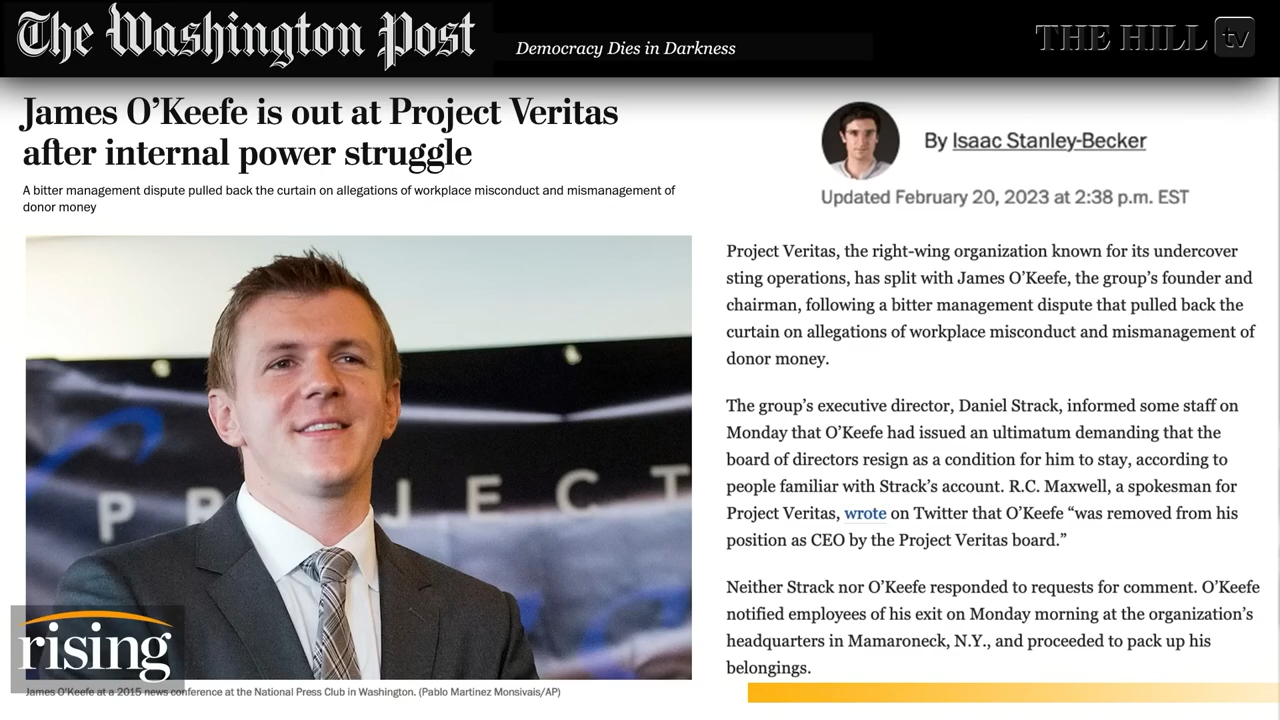 The Washington Post
Democracy Dies in Darkness
THE HILL tv
James O'Keefe is out at Project Veritas
after internal power struggle
A bitter management dispute pulled back the curtain on allegations of workplace misconduct and mismanagement of
donor money
By Isaac Stanley-Becker
Updated February 20, 2023 at 2:38 p.m. EST
PROJECT
rising
James O'Keefe at a 2015 news conference at the National Press Club in Washington. (Pablo Martinez Monsivais/AP)
Project Veritas, the right-wing organization known for its undercover
sting operations, has split with James O'Keefe, the group's founder and
chairman, following a bitter management dispute that pulled back the
curtain on allegations of workplace misconduct and mismanagement of
donor money.
The group's executive director, Daniel Strack, informed some staff on
Monday that O'Keefe had issued an ultimatum demanding that the
board of directors resign as a condition for him to stay, according to
people familiar with Strack's account. R.C. Maxwell, a spokesman for
Project Veritas, wrote on Twitter that O'Keefe “was removed from his
position as CEO by the Project Veritas board.”
Neither Strack nor O'Keefe responded to requests for comment. O'Keefe
notified employees of his exit on Monday morning at the organization's
headquarters in Mamaroneck, N.Y., and proceeded to pack up his
belongings.